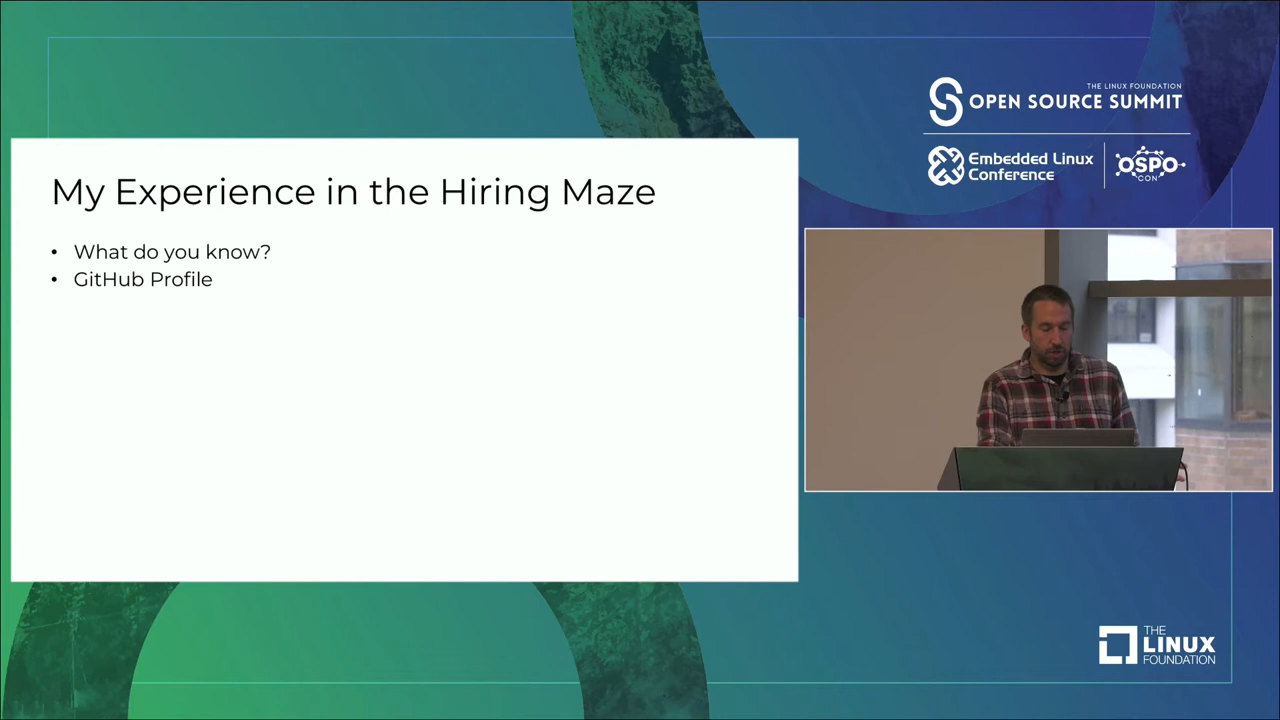 My Experience in the Hiring Maze
• What do you know?
• GitHub Profile
THE LINUX FOUNDATION
OPEN SOURCE SUMMIT
Embedded Linux
Conference
OSPO
CON
THE
LINUX
FOUNDATION